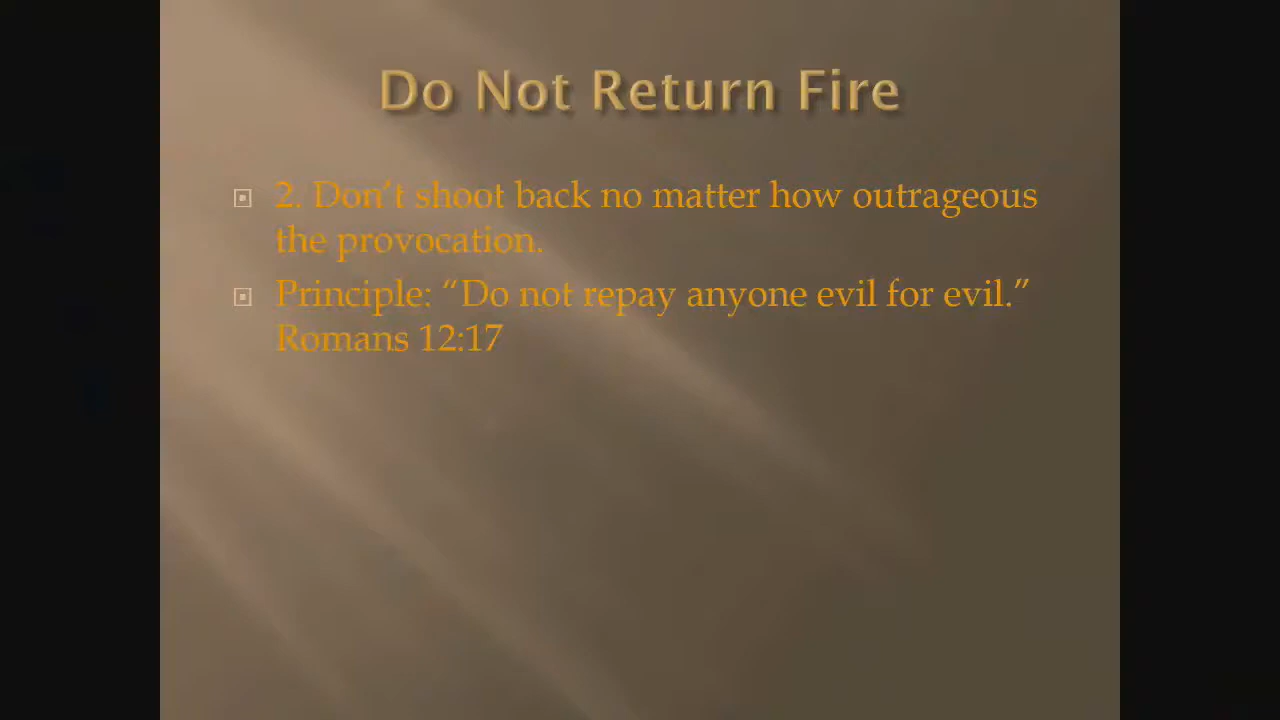 Do Not Return Fire
2. Don’t shoot back no matter how outrageous
the provocation.
Principle: “Do not repay anyone evil for evil.”
Romans 12:17